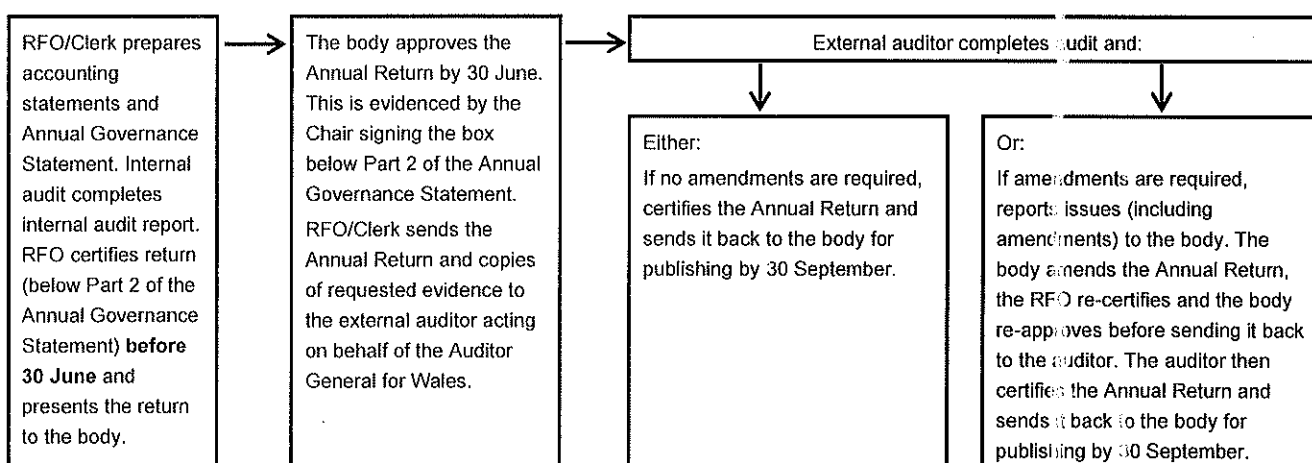 RFO/Clerk prepares
accounting
statements and
Annual Governance
Statement. Internal
audit completes
internal audit report.
RFO certifies return
(below Part 2 of the
Annual Governance
Statement) before
30 June and
presents the return
to the body.
The body approves the
Annual Return by 30 June.
This is evidenced by the
Chair signing the box
below Part 2 of the Annual
Governance Statement.
RFO/Clerk sends the
Annual Return and copies
of requested evidence to
the external auditor acting
on behalf of the Auditor
General for Wales.
External auditor completes audit and:
Either:
If no amendments are required,
certifies the Annual Return and
sends it back to the body for
publishing by 30 September.
Or:
If amendments are required,
reports issues (including
amendments) to the body. The
body amends the Annual Return,
the RFO re-certifies and the body
re-approves before sending it back
to the auditor. The auditor then
certifies the Annual Return and
sends it back to the body for
publishing by 30 September.